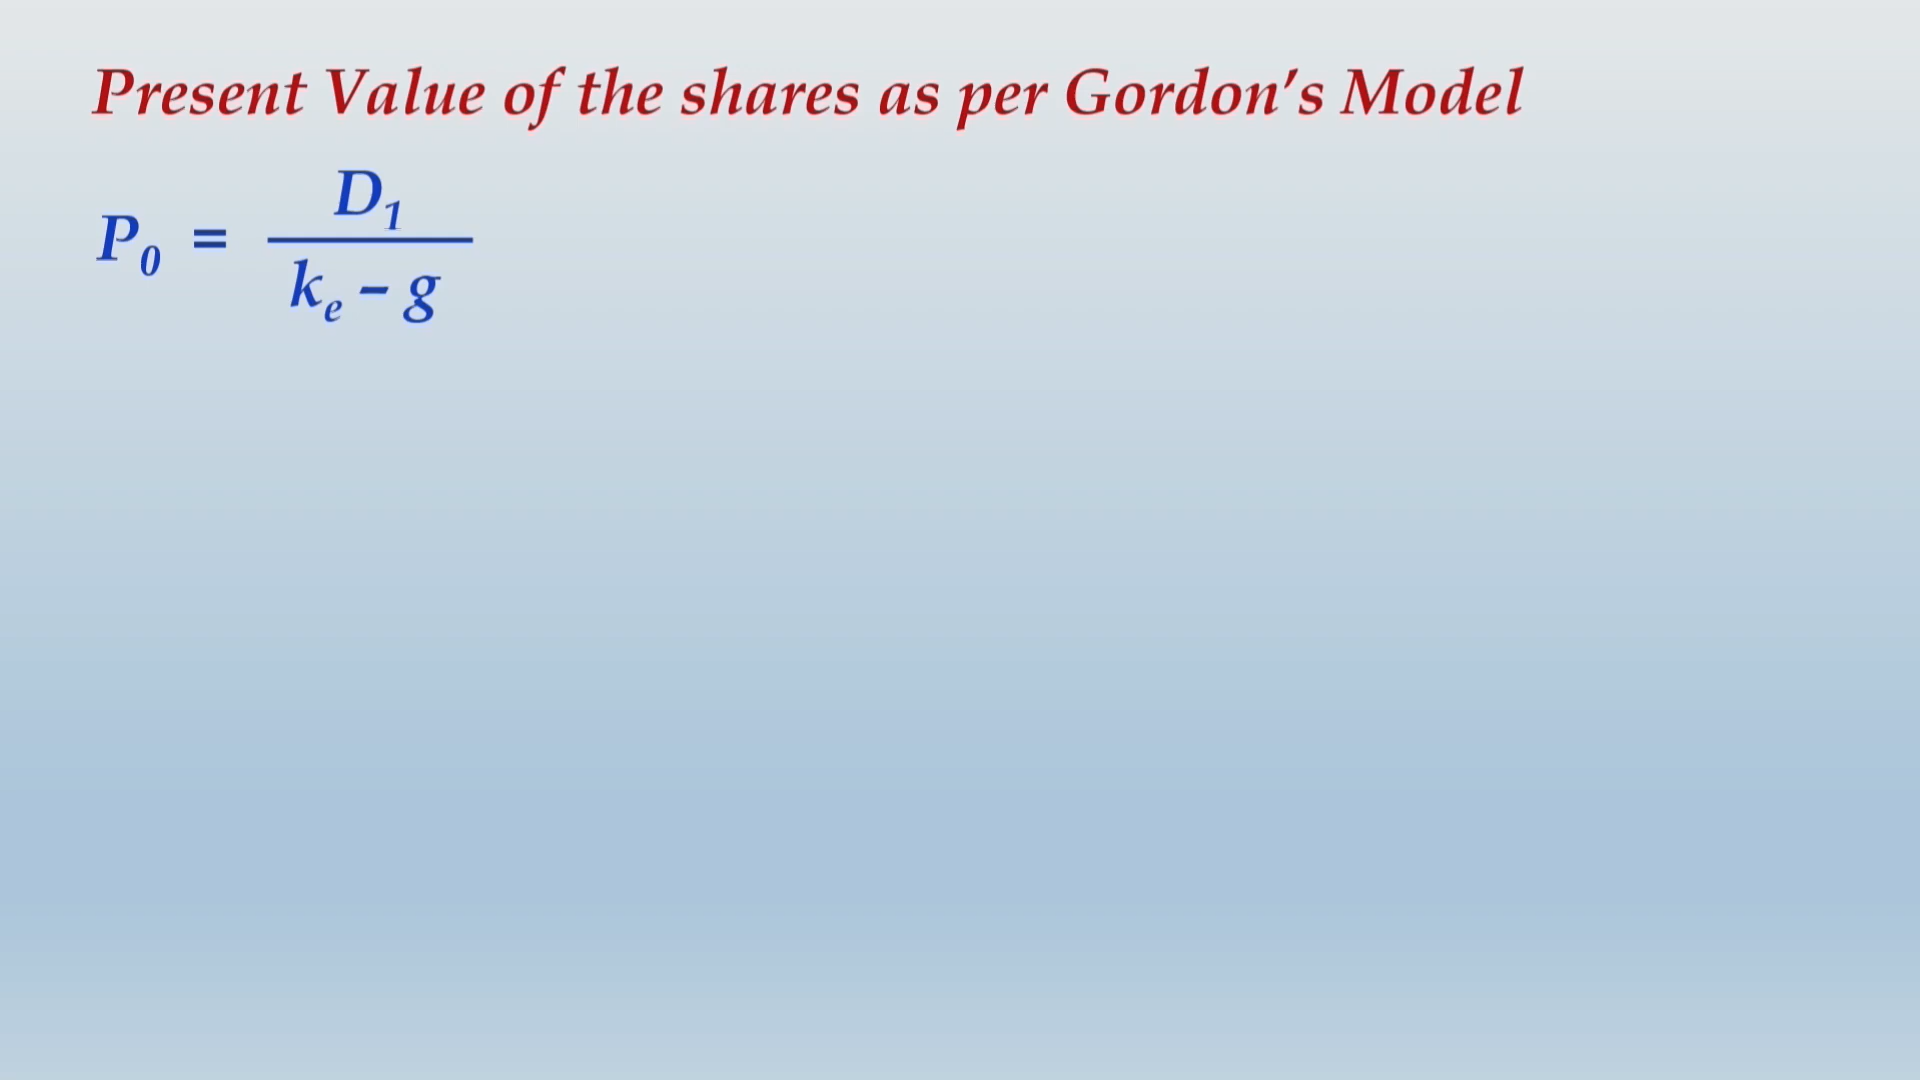 Present Value of the shares as per Gordon’s Model
P₀ = D₁
kₑ – g